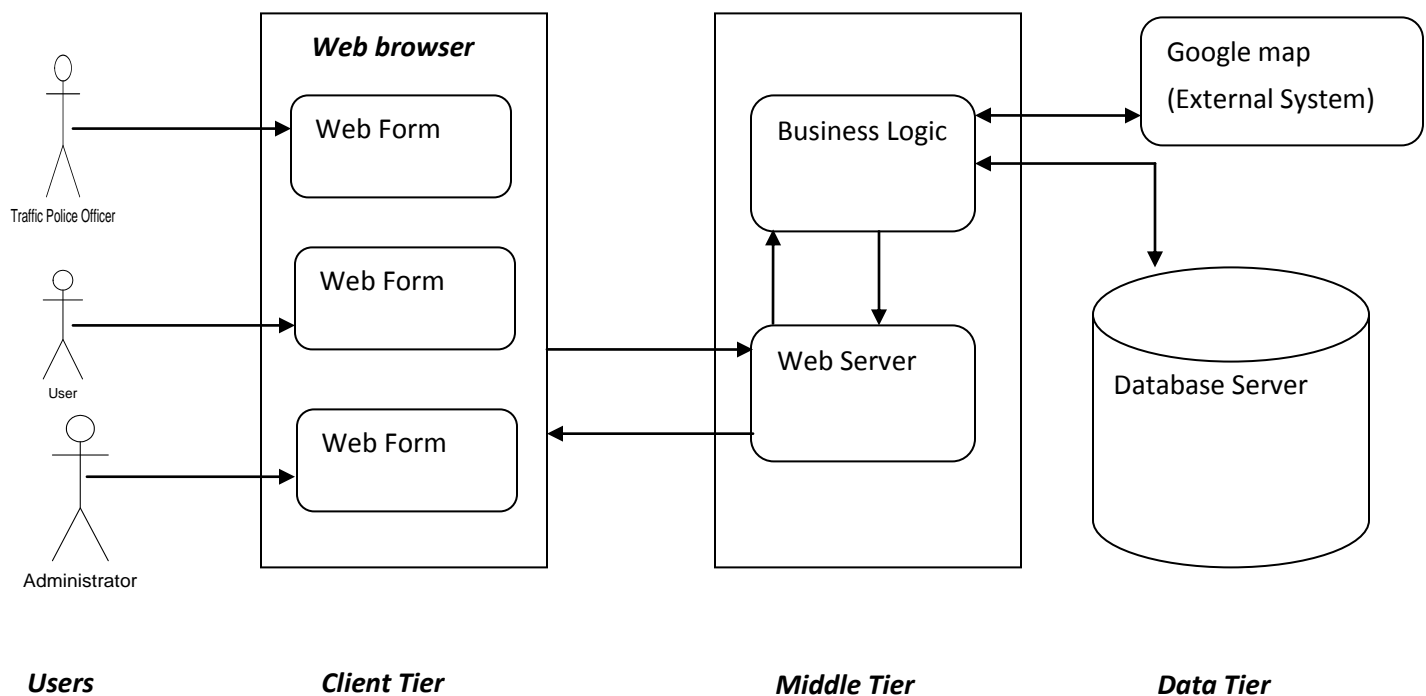 Web browser
Google map
(External System)
Web Form
Business Logic
Traffic Police Officer
Web Form
User
Web Server
Database Server
Web Form
Administrator
Users
Client Tier
Middle Tier
Data Tier